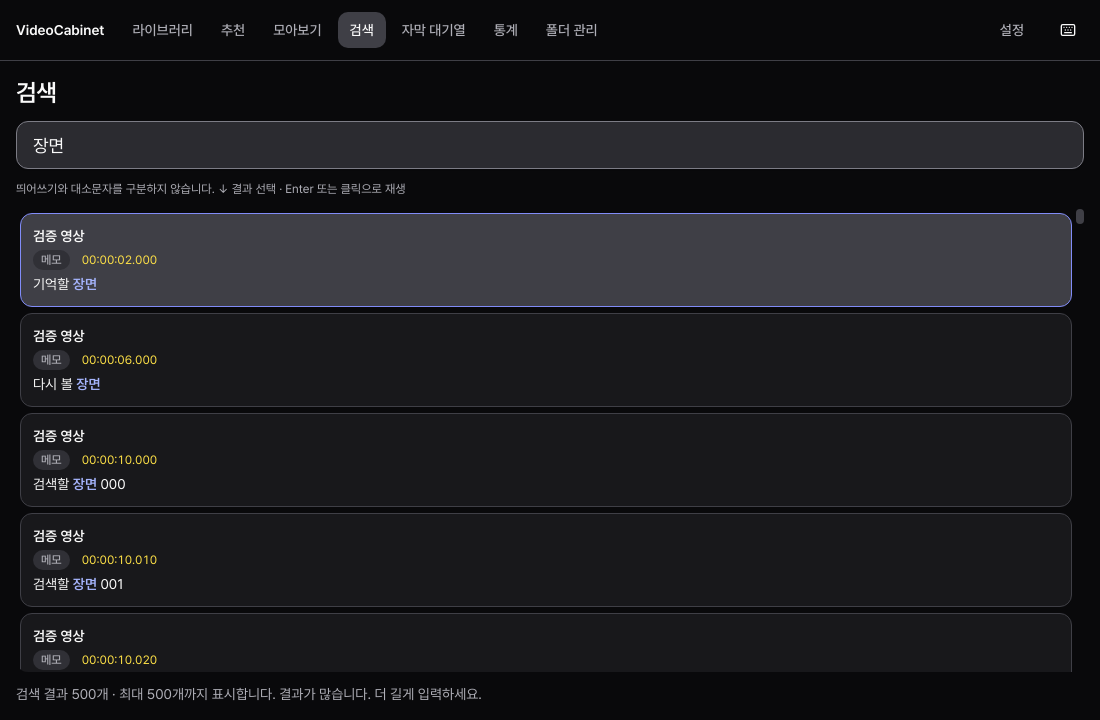 VideoCabinet 라이브러리 추천 모아보기 검색 자막 대기열 통계 폴더 관리 설정
검색
장면
띄어쓰기와 대소문자를 구분하지 않습니다. ↓ 결과 선택 · Enter 또는 클릭으로 재생
검증 영상
메모 00:00:02.000
기억할 장면
검증 영상
메모 00:00:06.000
다시 볼 장면
검증 영상
메모 00:00:10.000
검색할 장면 000
검증 영상
메모 00:00:10.010
검색할 장면 001
검증 영상
메모 00:00:10.020
검색 결과 500개 · 최대 500개까지 표시합니다. 결과가 많습니다. 더 길게 입력하세요.